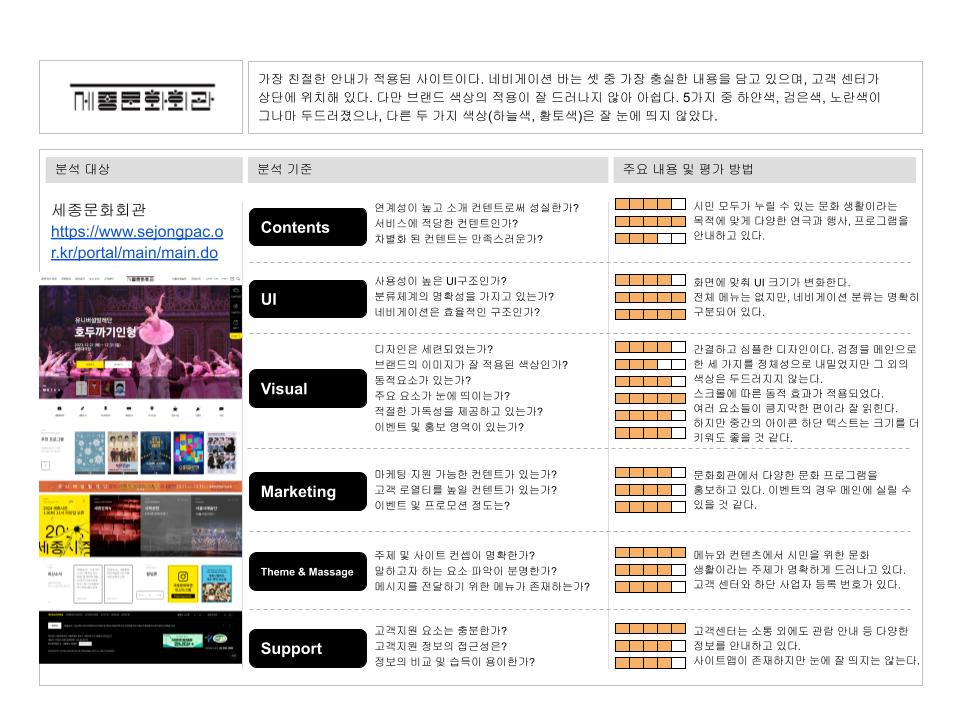 세종문화회관
가장 친절한 안내가 적용된 사이트이다. 네비게이션 바는 셋 중 가장 충실한 내용을 담고 있으며, 고객 센터가
상단에 위치해 있다. 다만 브랜드 색상의 적용이 잘 드러나지 않아 아쉽다. 5가지 중 하얀색, 검은색, 노란색이
그나마 두드러졌으나, 다른 두 가지 색상(하늘색, 황토색)은 잘 눈에 띄지 않았다.
분석 대상
분석 기준
주요 내용 및 평가 방법
세종문화회관
https://www.sejongpac.o
r.kr/portal/main/main.do
유니버설발레단
호두까기인형
Contents
연계성이 높고 소개 컨텐트로써 성실한가?
서비스에 적당한 컨텐트인가?
차별화 된 컨텐트는 만족스러운가?
시민 모두가 누릴 수 있는 문화 생활이라는
목적에 맞게 다양한 연극과 행사, 프로그램을
안내하고 있다.
UI
사용성이 높은 UI구조인가?
분류체계의 명확성을 가지고 있는가?
네비게이션은 효율적인 구조인가?
화면에 맞춰 UI 크기가 변화한다.
전체 메뉴는 없지만, 네비게이션 분류는 명확히
구분되어 있다.
Visual
디자인은 세련되었는가?
브랜드의 이미지가 잘 적용된 색상인가?
동적요소가 있는가?
주요 요소가 눈에 띄이는가?
적절한 가독성을 제공하고 있는가?
이벤트 및 홍보 영역이 있는가?
간결하고 심플한 디자인이다. 검정을 메인으로
한 세 가지를 정체성으로 내밀었지만 그 외의
색상은 두드러지지 않는다.
스크롤에 따른 동적 효과가 적용되었다.
여러 요소들이 큼지막한 편이라 잘 읽힌다.
하지만 중간의 아이콘 하단 텍스트는 크기를 더
키워도 좋을 것 같다.
Marketing
마케팅 지원 가능한 컨텐트가 있는가?
고객 로열티를 높일 컨텐트가 있는가?
이벤트 및 프로모션 정도는?
문화회관에서 다양한 문화 프로그램을
홍보하고 있다. 이벤트의 경우 메인에 실릴 수
있을 것 같다.
Theme & Massage
주제 및 사이트 컨셉이 명확한가?
말하고자 하는 요소 파악이 분명한가?
메시지를 전달하기 위한 메뉴가 존재하는가?
메뉴와 컨텐츠에서 시민을 위한 문화
생활이라는 주제가 명확하게 드러나고 있다.
고객 센터와 하단 사업자 등록 번호가 있다.
Support
고객지원 요소는 충분한가?
고객지원 정보의 접근성은?
정보의 비교 및 습득이 용이한가?
고객센터는 소통 외에도 관람 안내 등 다양한
정보를 안내하고 있다.
사이트맵이 존재하지만 눈에 잘 띄지는 않는다.